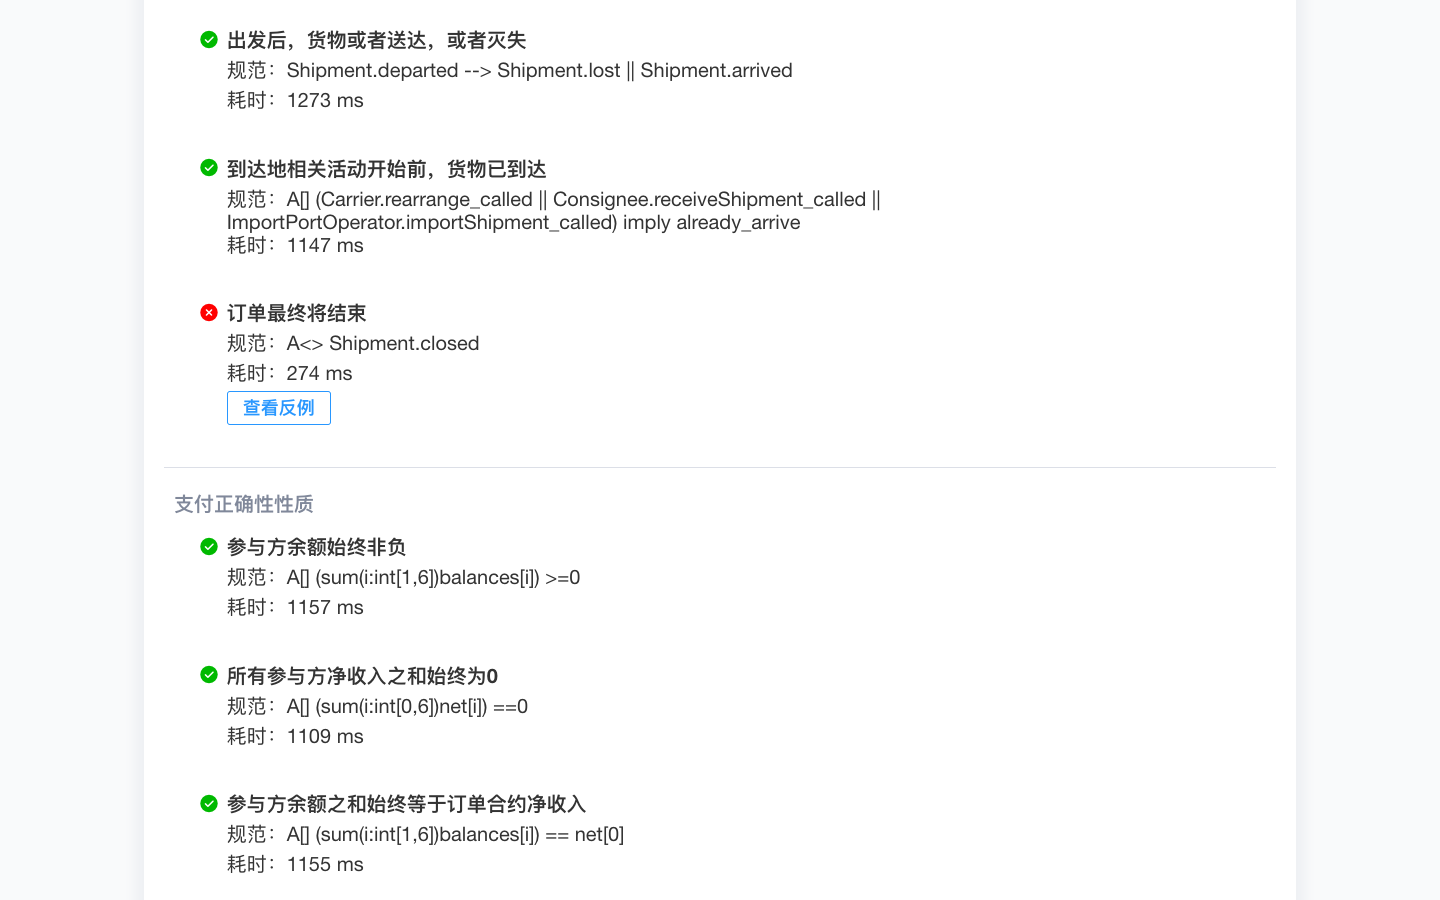 出发后，货物或者送达，或者灭失
规范：Shipment.departed --> Shipment.lost || Shipment.arrived
耗时：1273 ms
到达地相关活动开始前，货物已到达
规范：A[] (Carrier.rearrange_called || Consignee.receiveShipment_called ||
ImportPortOperator.importShipment_called) imply already_arrive
耗时：1147 ms
订单最终将结束
规范：A<> Shipment.closed
耗时：274 ms
查看反例
支付正确性性质
参与方余额始终非负
规范：A[] (sum(i:int[1,6])balances[i]) >=0
耗时：1157 ms
所有参与方净收入之和始终为0
规范：A[] (sum(i:int[0,6])net[i]) ==0
耗时：1109 ms
参与方余额之和始终等于订单合约净收入
规范：A[] (sum(i:int[1,6])balances[i]) == net[0]
耗时：1155 ms